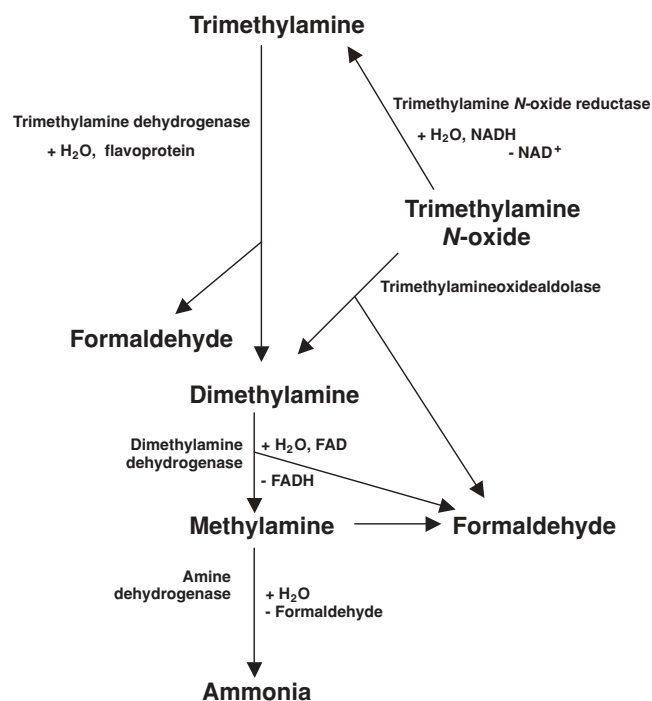 Trimethylamine
Trimethylamine N-oxide reductase
+ H₂O, NADH
- NAD⁺
Trimethylamine dehydrogenase
+ H₂O, flavoprotein
Trimethylamine
N-oxide
Trimethylamineoxidealdolase
Formaldehyde
Dimethylamine
Dimethylamine
dehydrogenase
+ H₂O, FAD
- FADH
Methylamine
Formaldehyde
Amine
dehydrogenase
+ H₂O
- Formaldehyde
Ammonia